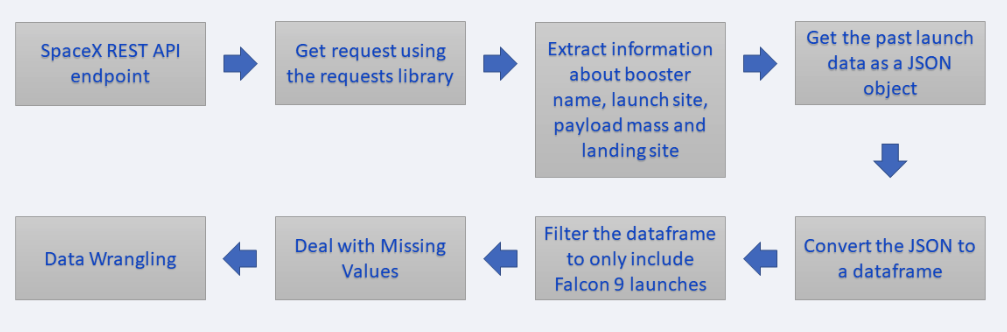 SpaceX REST API
endpoint
Get request using
the requests library
Extract information
about booster
name, launch site,
payload mass and
landing site
Get the past launch
data as a JSON
object
Convert the JSON to
a dataframe
Filter the dataframe
to only include
Falcon 9 launches
Deal with Missing
Values
Data Wrangling